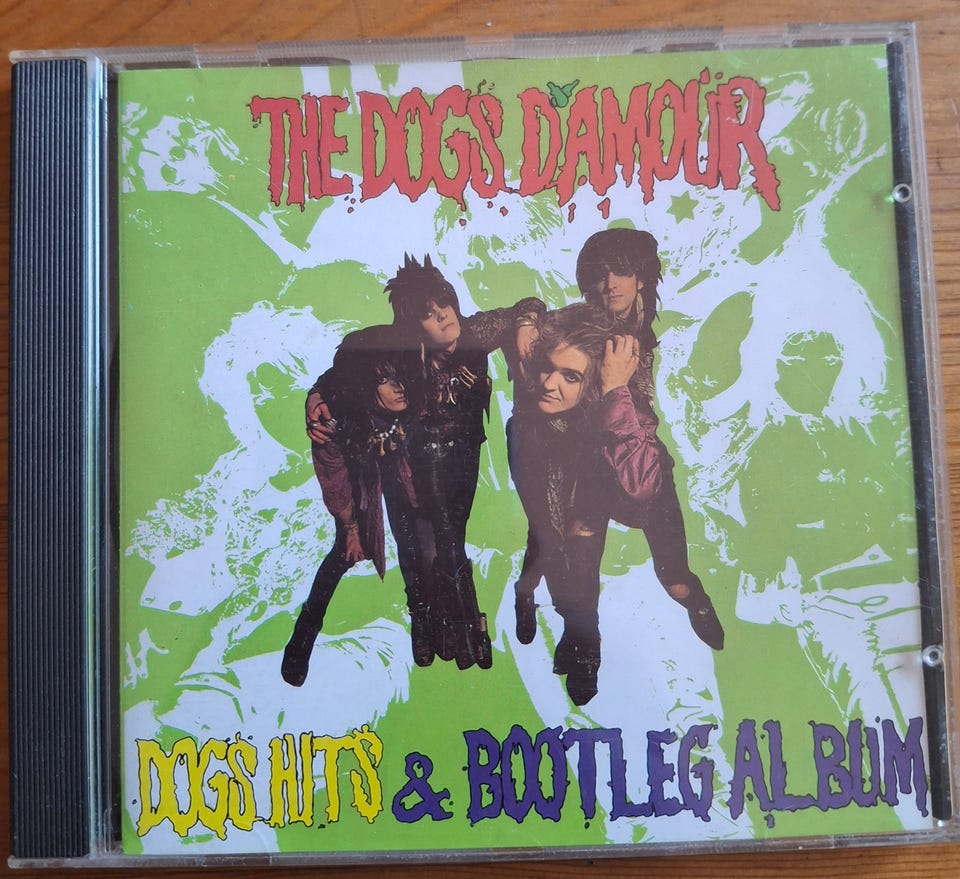 THE DOGS D'AMOUR
DOGS HITS & BOOTLEG ALBUM